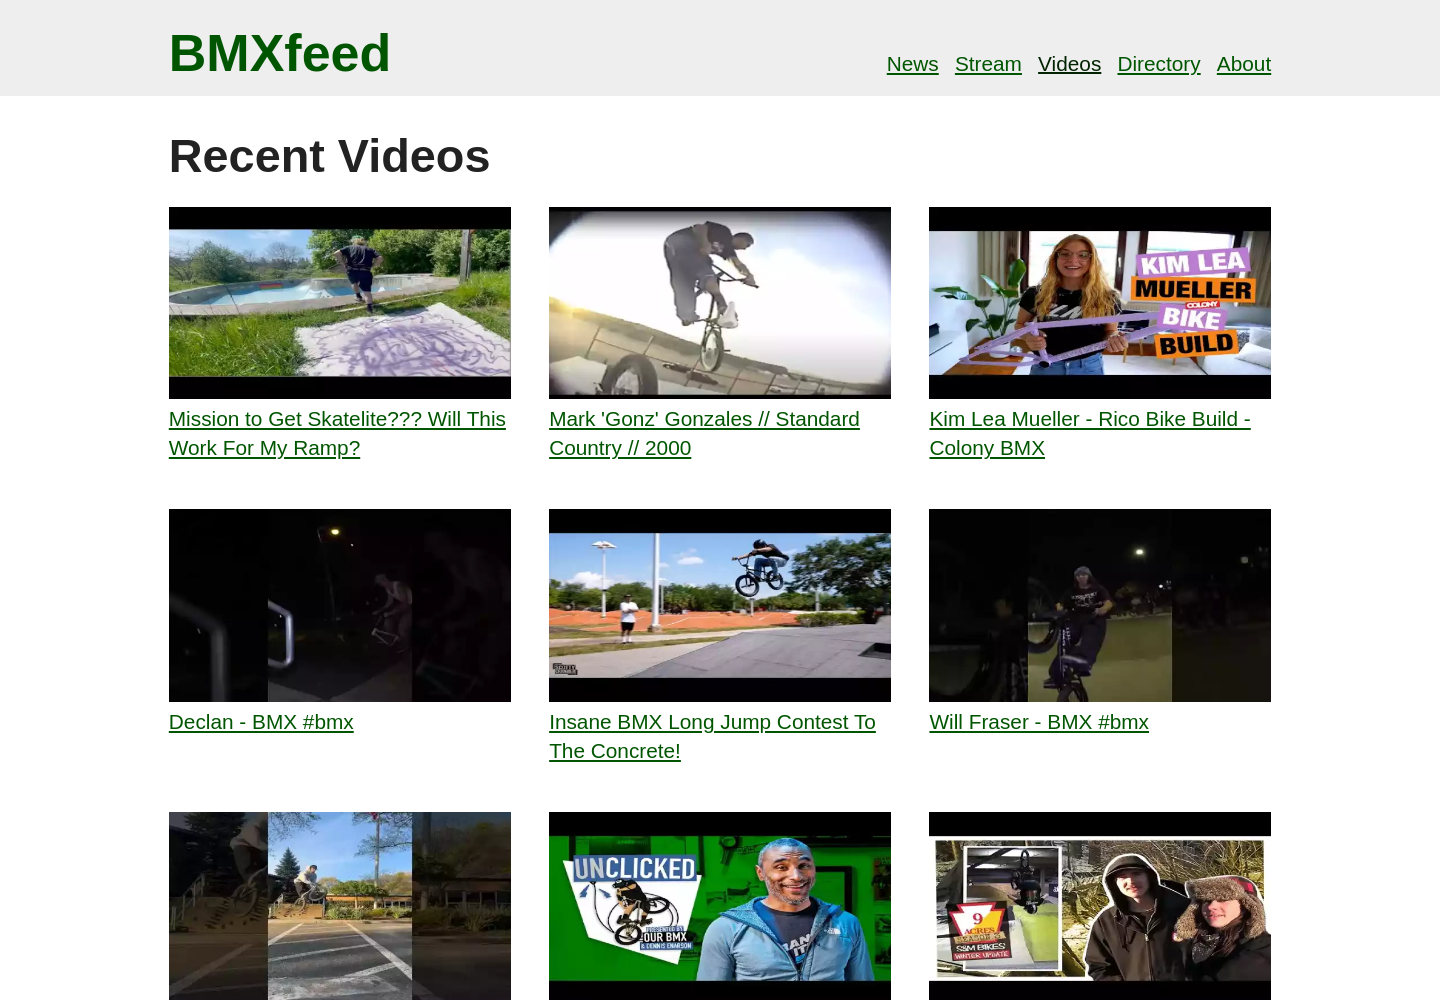 BMXfeed
News Stream Videos Directory About
Recent Videos
KIM LEA
MUELLER
COLONY
BIKE
BUILD
Mission to Get Skatelite??? Will This
Work For My Ramp?
Mark 'Gonz' Gonzales // Standard
Country // 2000
Kim Lea Mueller - Rico Bike Build -
Colony BMX
Declan - BMX #bmx
Insane BMX Long Jump Contest To
The Concrete!
Will Fraser - BMX #bmx
UNCLICKED
PRESENTED BY
OUR BMX
& DENNIS ENARSON
9
ACRES
SEASON 3
S&M BIKES
WINTER UPDATE